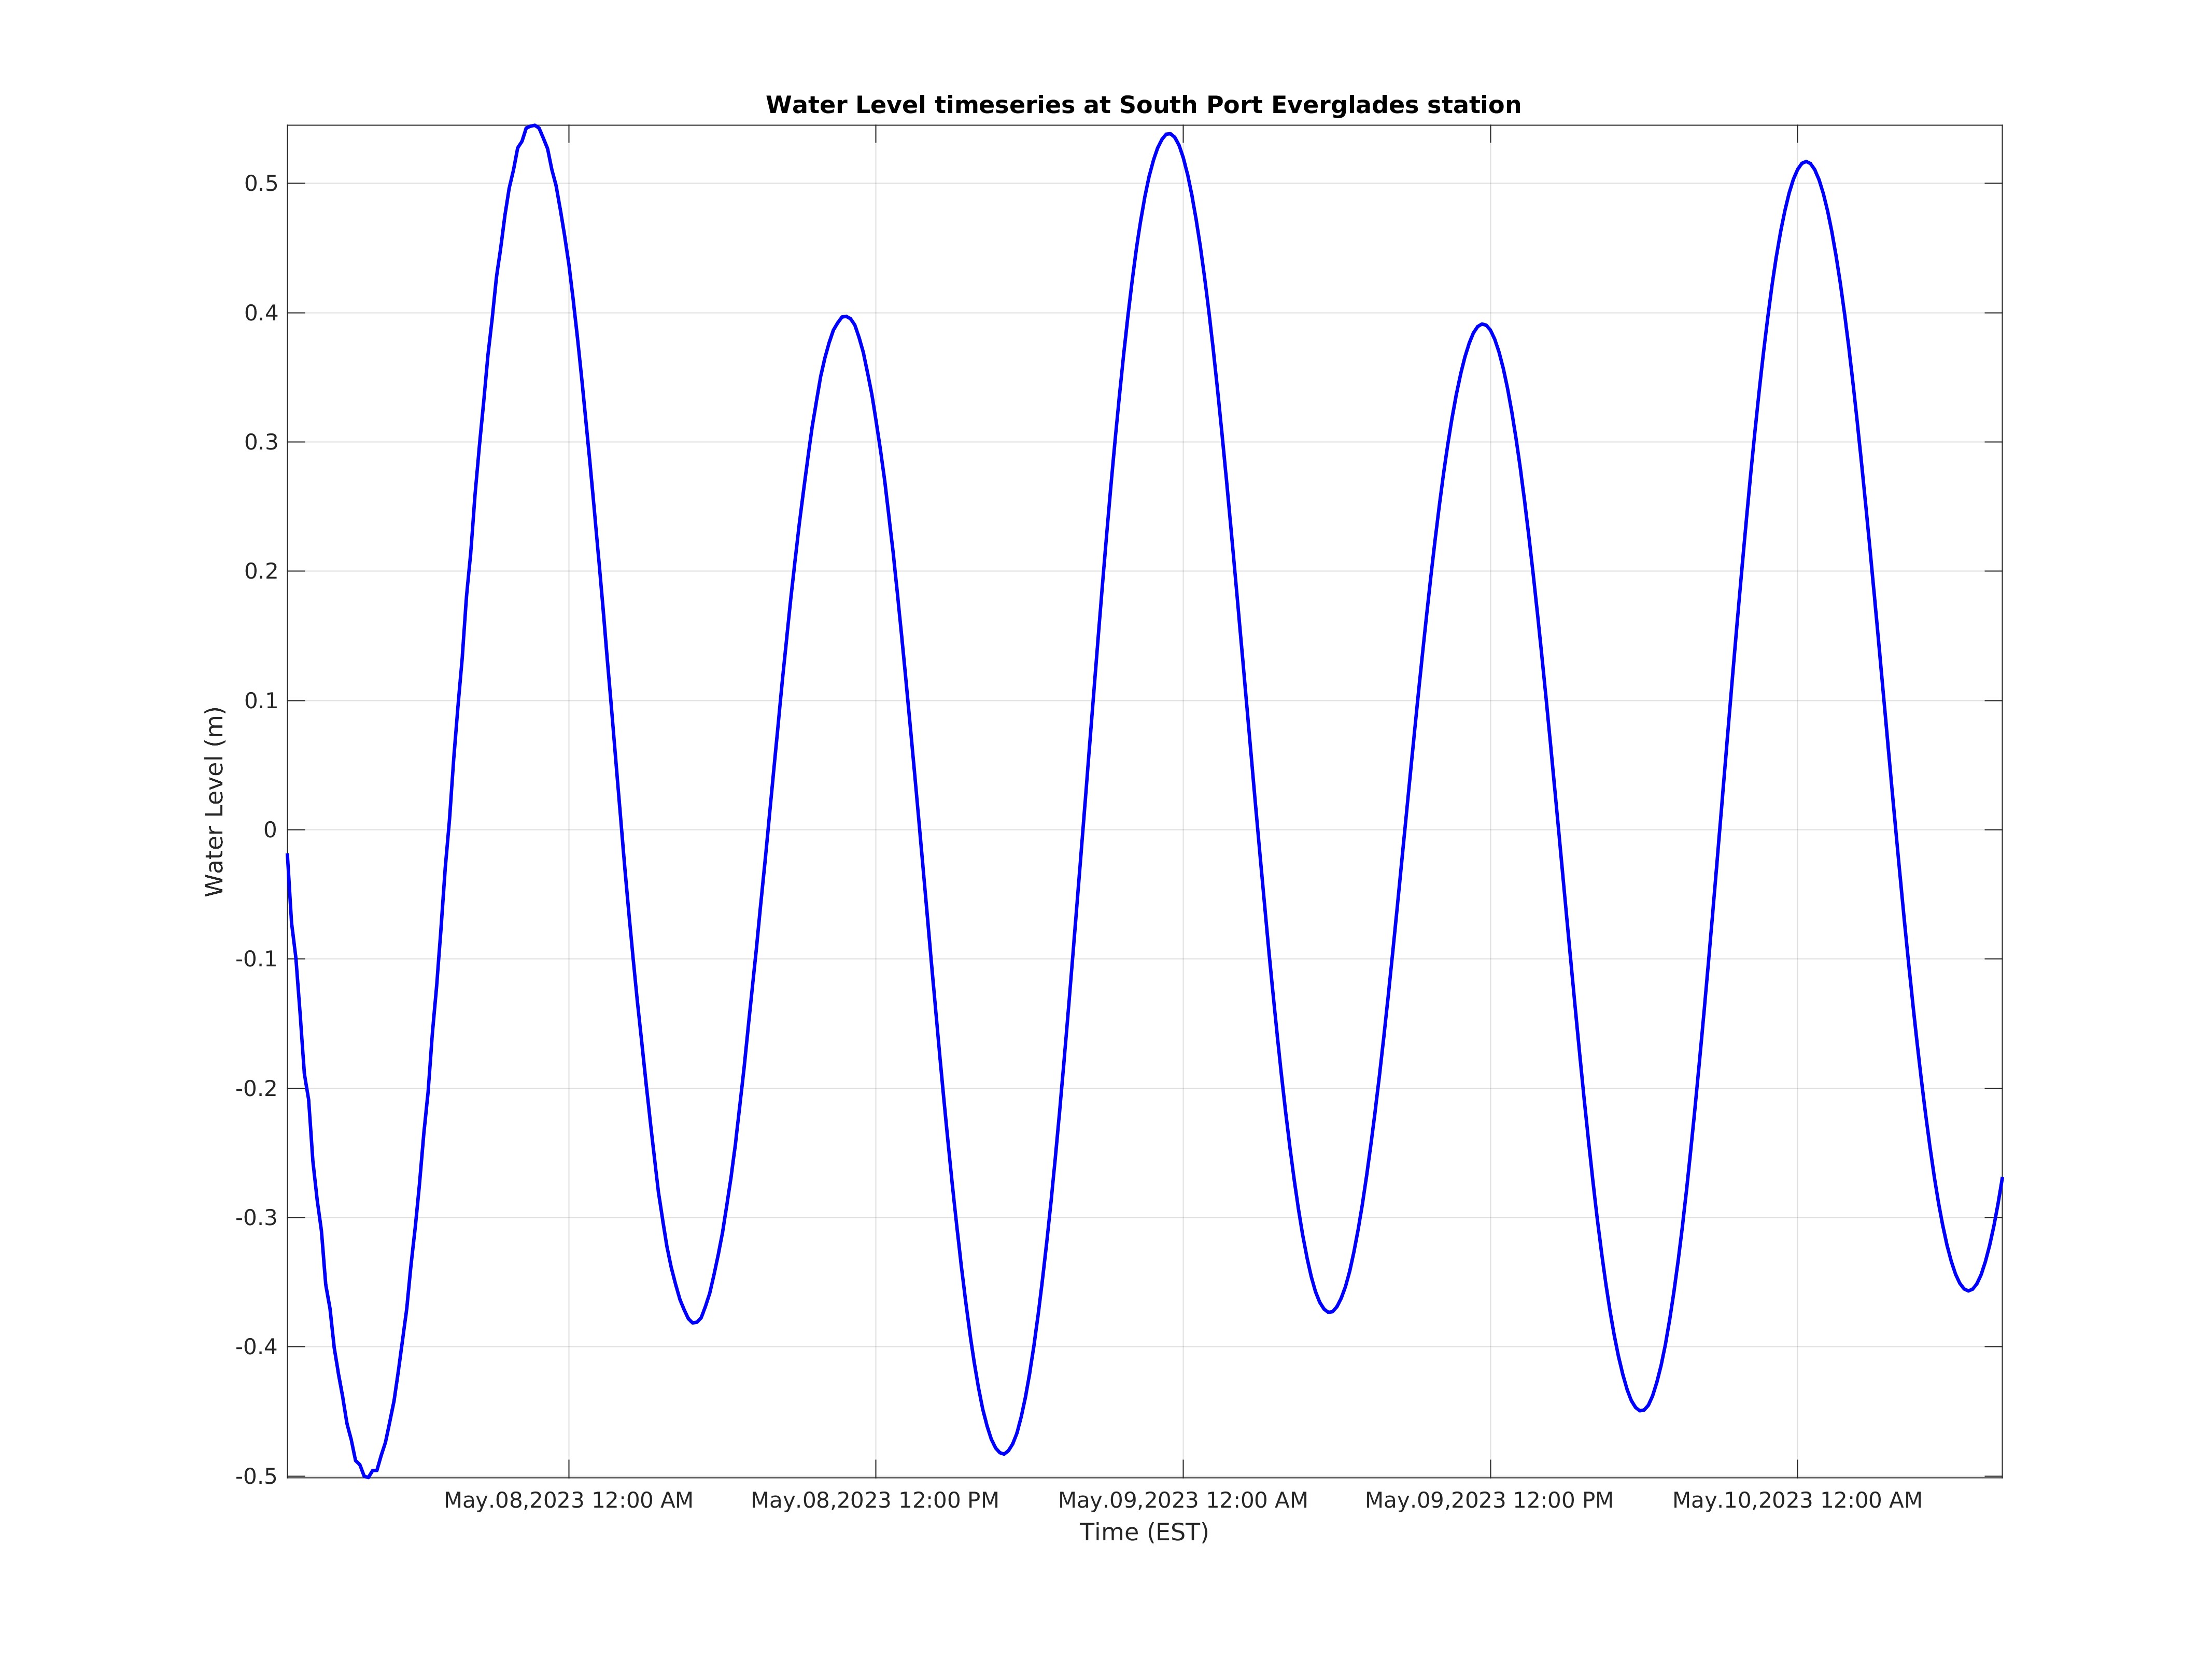 Water Level timeseries at South Port Everglades station
0.5
0.4
0.3
0.2
0.1
0
-0.1
-0.2
-0.3
-0.4
-0.5
Water Level (m)
May.08,2023 12:00 AM
May.08,2023 12:00 PM
May.09,2023 12:00 AM
May.09,2023 12:00 PM
May.10,2023 12:00 AM
Time (EST)